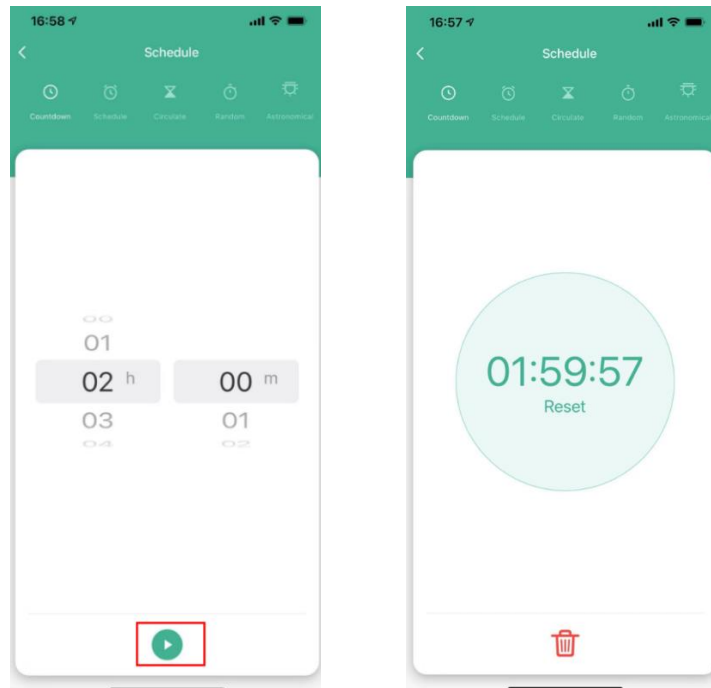 16:58
Schedule
Countdown Schedule Circulate Random Astronomical
00
01
02 h 00 m
03 01
04 02
16:57
Schedule
Countdown Schedule Circulate Random Astronomical
01:59:57
Reset